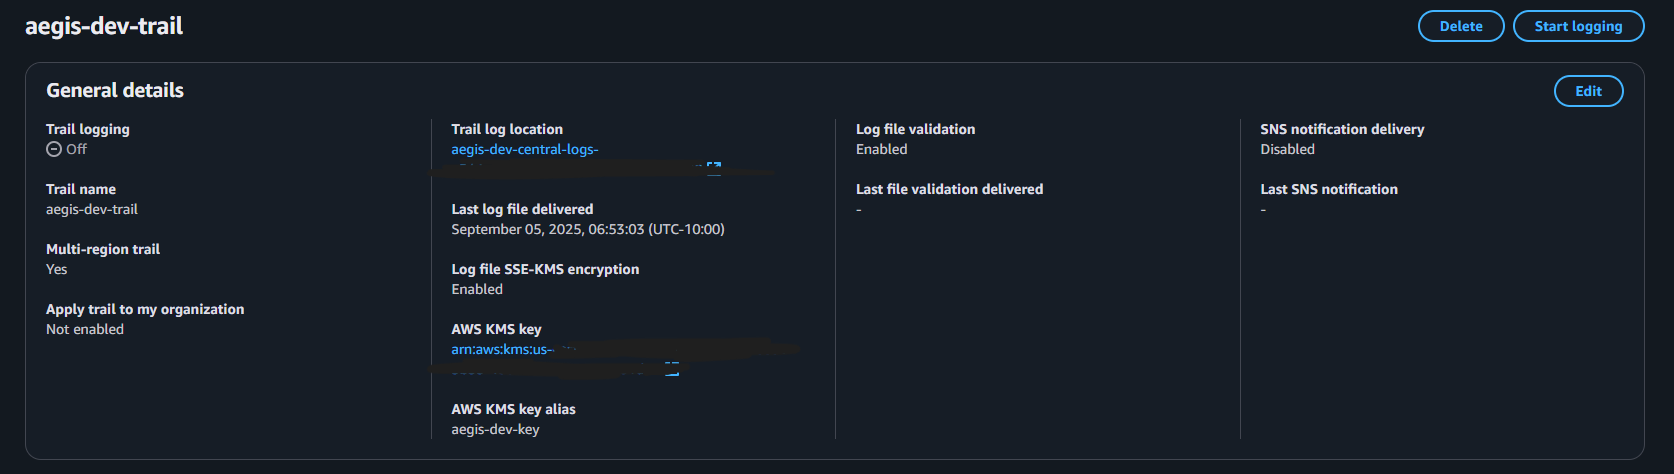 aegis-dev-trail
Delete
Start logging
General details
Edit
Trail logging
Off
Trail name
aegis-dev-trail
Multi-region trail
Yes
Apply trail to my organization
Not enabled
Trail log location
aegis-dev-central-logs-
Last log file delivered
September 05, 2025, 06:53:03 (UTC-10:00)
Log file SSE-KMS encryption
Enabled
AWS KMS key
arn:aws:kms:us-
AWS KMS key alias
aegis-dev-key
Log file validation
Enabled
Last file validation delivered
-
SNS notification delivery
Disabled
Last SNS notification
-